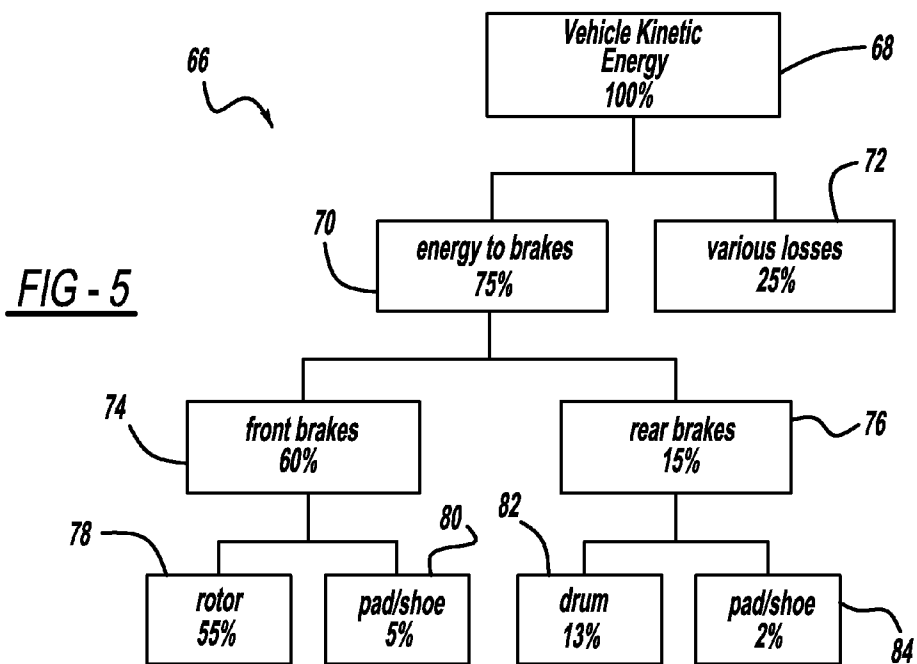 Vehicle Kinetic
Energy
100%
66
68
72
70
energy to brakes
75%
various losses
25%
FIG - 5
74
front brakes
60%
rear brakes
15%
76
78
80
82
rotor
55%
pad/shoe
5%
drum
13%
pad/shoe
2%
84